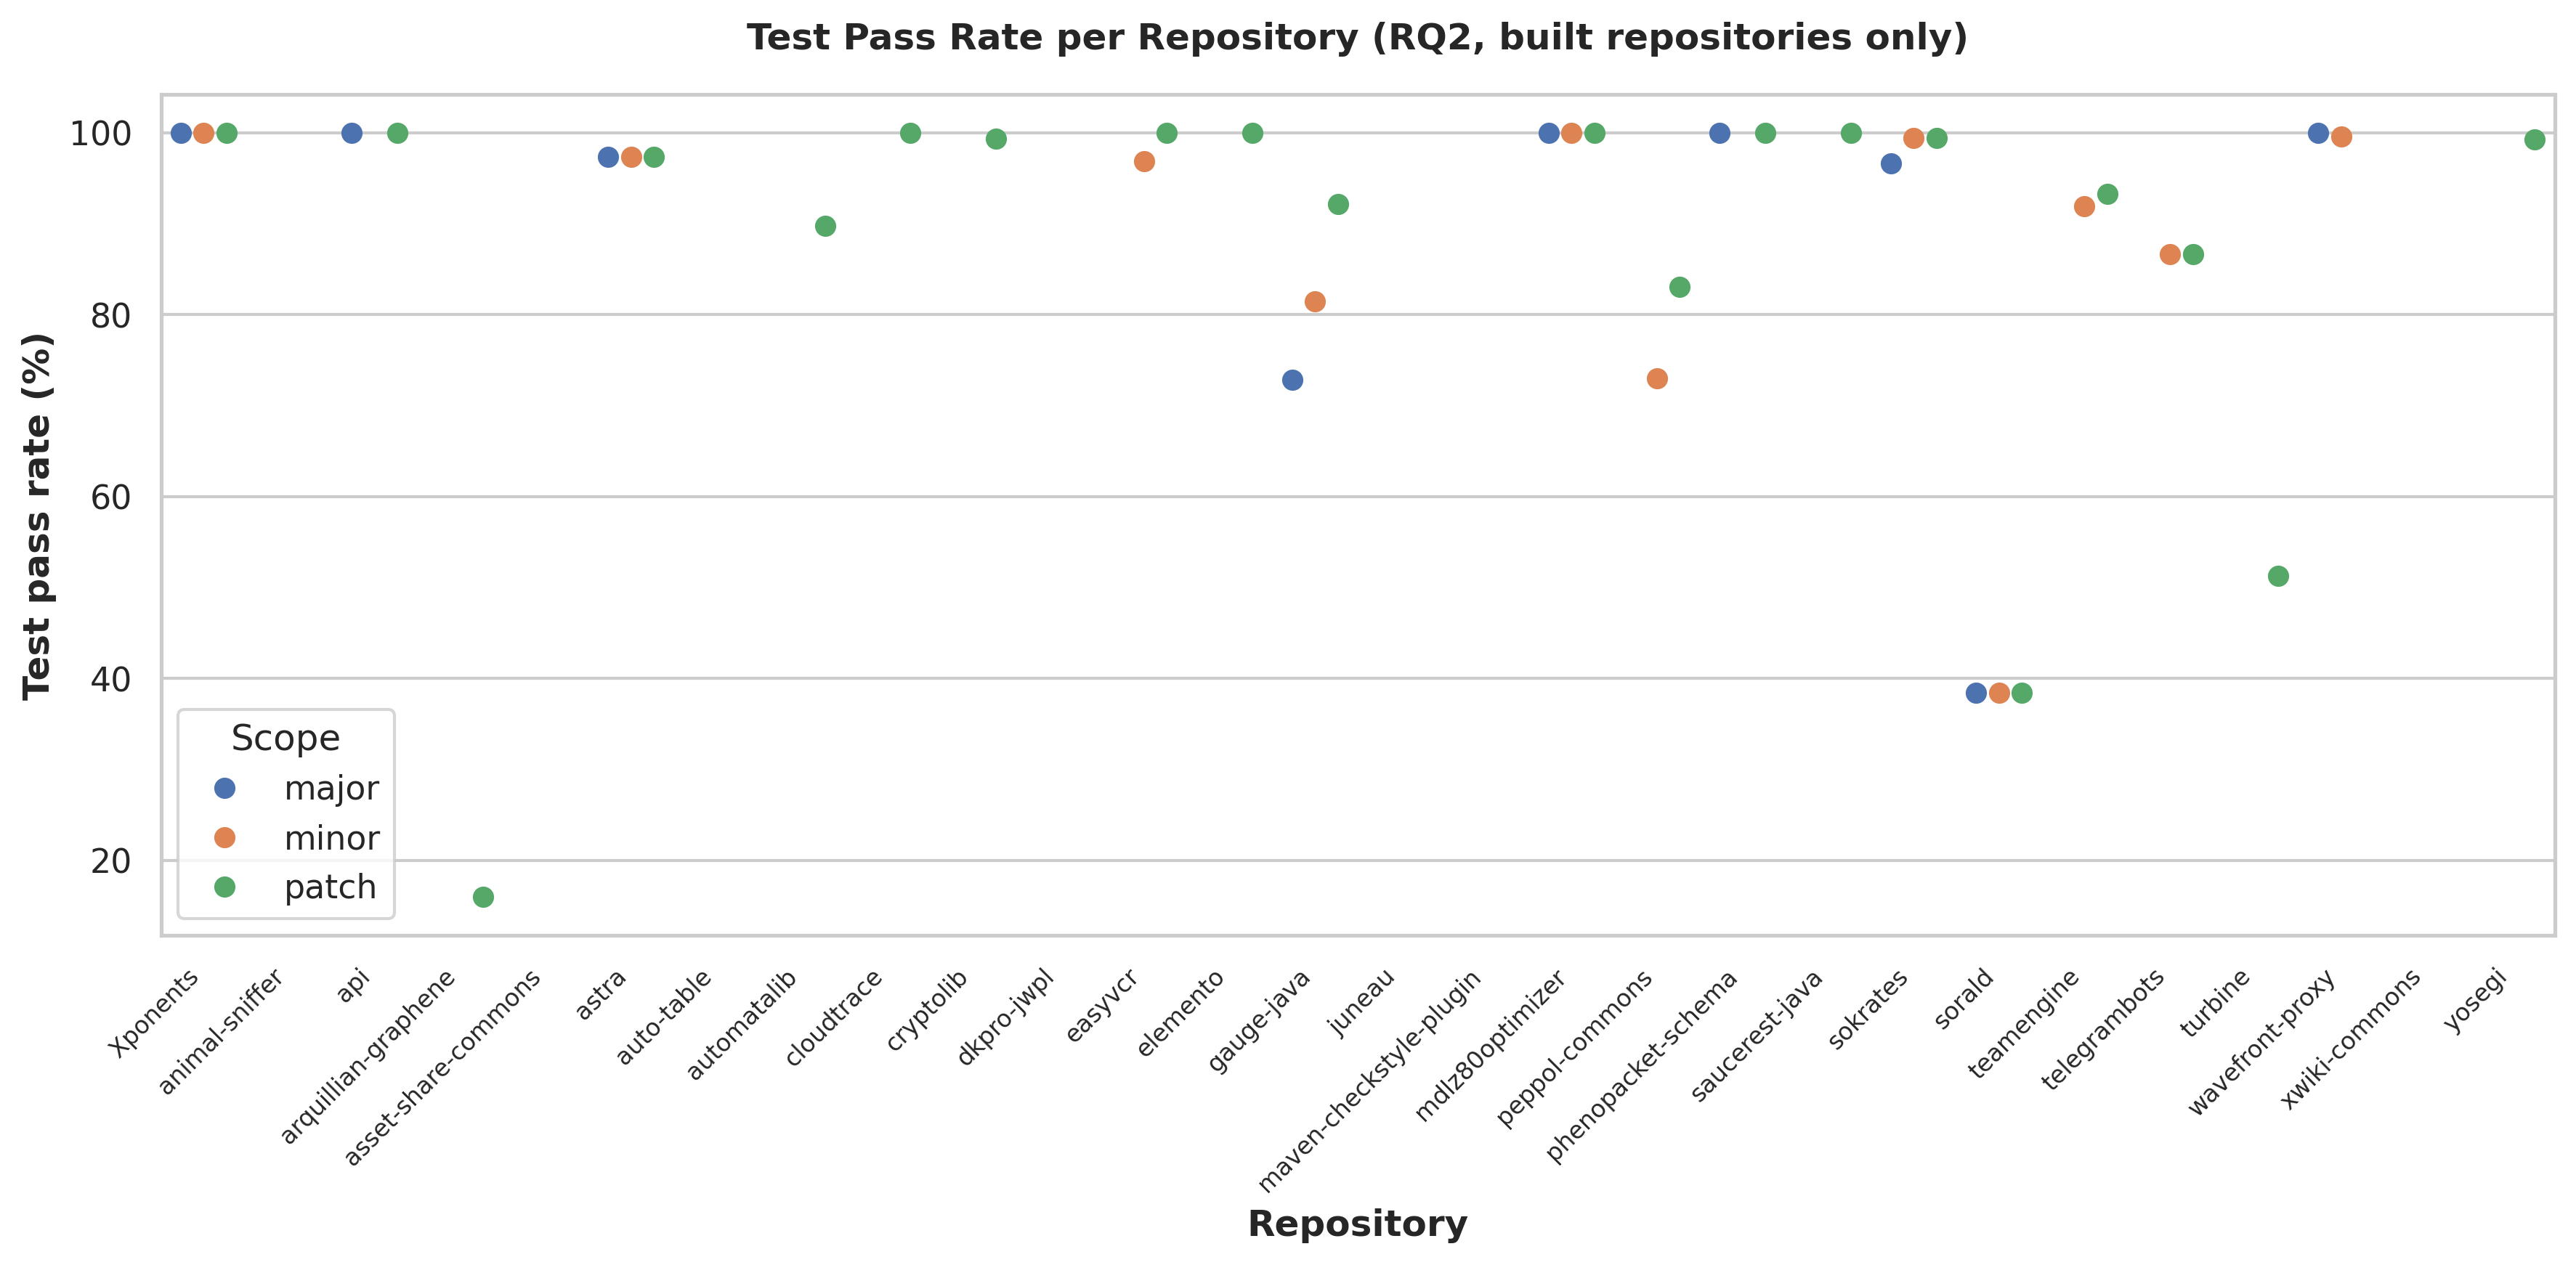 Test Pass Rate per Repository (RQ2, built repositories only)
Test pass rate (%)
100
80
60
40
20
Scope
major
minor
patch
Xponents
animal-sniffer
api
arquillian-graphene
asset-share-commons
astra
auto-table
automatalib
cloudtrace
cryptolib
dkpro-jwpl
easyvcr
elemento
gauge-java
juneau
maven-checkstyle-plugin
mdlz80optimizer
peppol-commons
phenopacket-schema
saucerest-java
sokrates
sorald
teamengine
telegrambots
turbine
wavefront-proxy
xwiki-commons
yosegi
Repository